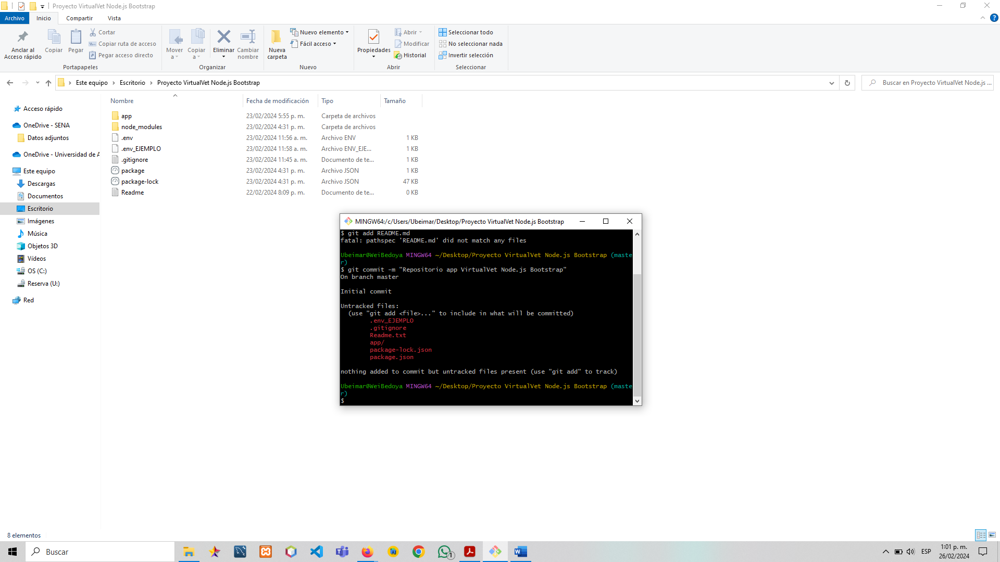 Proyecto VirtualVet Node.js Bootstrap
Archivo
Inicio
Compartir
Vista
Anclar al
Acceso rápido
Copiar
Pegar
Cortar
Copiar ruta de acceso
Pegar acceso directo
Portapapeles
Mover
a
Copiar
a
Eliminar
Cambiar
nombre
Organizar
Nueva
carpeta
Nuevo elemento
Fácil acceso
Nuevo
Propiedades
Abrir
Modificar
Historial
Abrir
Seleccionar todo
No seleccionar nada
Invertir selección
Seleccionar
Este equipo
Escritorio
Proyecto VirtualVet Node.js Bootstrap
Buscar en Proyecto VirtualVet Node.js ...
Acceso rápido
OneDrive - SENA
Datos adjuntos
OneDrive - Universidad de A
Este equipo
Descargas
Documentos
Escritorio
Imágenes
Música
Objetos 3D
Vídeos
OS (C:)
Reserva (U:)
Red
Nombre Fecha de modificación Tipo Tamaño
app 23/02/2024 5:55 p. m. Carpeta de archivos
node_modules 23/02/2024 4:31 p. m. Carpeta de archivos
.env 23/02/2024 11:56 a. m. Archivo ENV 1 KB
.env_EJEMPLO 23/02/2024 11:58 a. m. Archivo ENV_EJE... 1 KB
.gitignore 23/02/2024 11:45 a. m. Documento de te... 1 KB
package 23/02/2024 4:31 p. m. Archivo JSON 1 KB
package-lock 23/02/2024 4:31 p. m. Archivo JSON 47 KB
Readme 22/02/2024 8:09 p. m. Documento de te... 0 KB
MINGW64:/c/Users/Ubeimar/Desktop/Proyecto VirtualVet Node.js Bootstrap
$ git add README.md
fatal: pathspec 'README.md' did not match any files
Ubeimar@WeiBedoya MINGW64 ~/Desktop/Proyecto VirtualVet Node.js Bootstrap (maste
r)
$ git commit -m "Repositorio app VirtualVet Node.js Bootstrap"
On branch master
Initial commit
Untracked files:
(use "git add <file>..." to include in what will be committed)
.env_EJEMPLO
.gitignore
Readme.txt
app/
package-lock.json
package.json
nothing added to commit but untracked files present (use "git add" to track)
Ubeimar@WeiBedoya MINGW64 ~/Desktop/Proyecto VirtualVet Node.js Bootstrap (maste
r)
$
8 elementos
Buscar
1
ESP
1:01 p. m.
26/02/2024